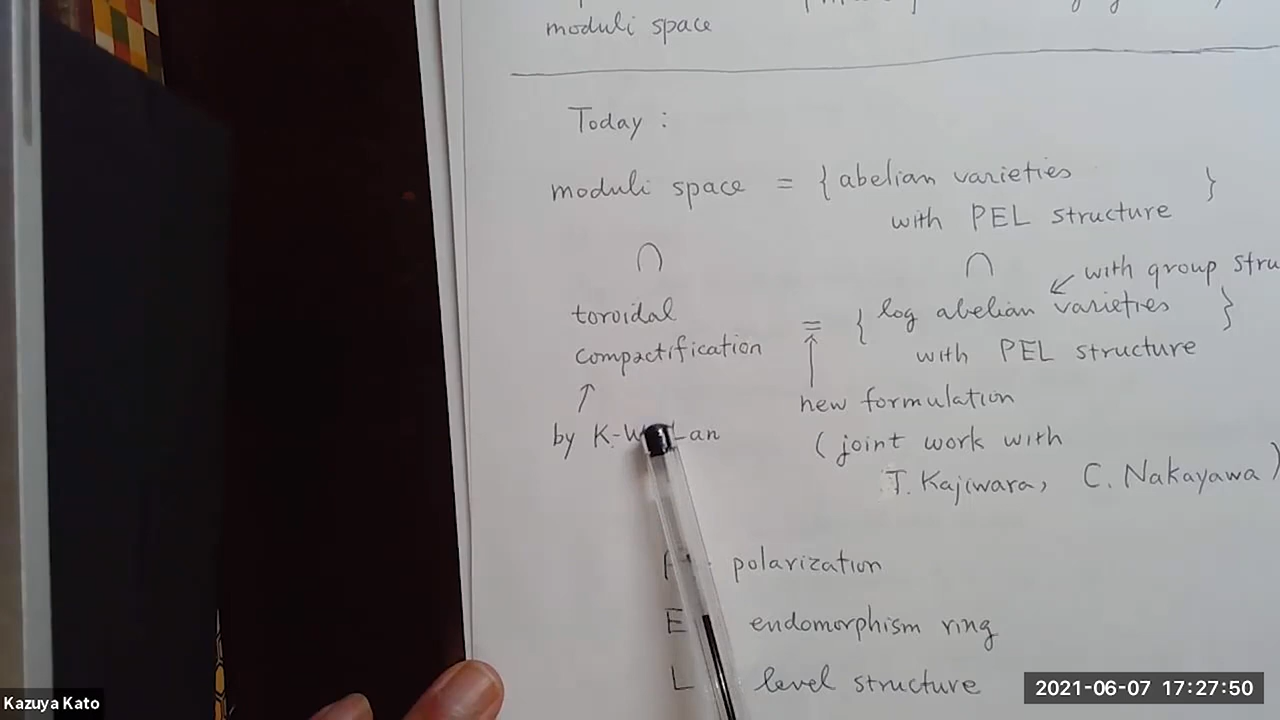 moduli space
Today :
moduli space = { abelian varieties }
with PEL structure
∩ ∩
with group
toroidal = { log abelian varieties }
compactification with PEL structure
↑ new formulation
by K-W Lan ( joint work with
T. Kajiwara, C. Nakayawa )
polarization
E endomorphism ring
L level structure
Kazuya Kato
2021-06-07 17:27:50